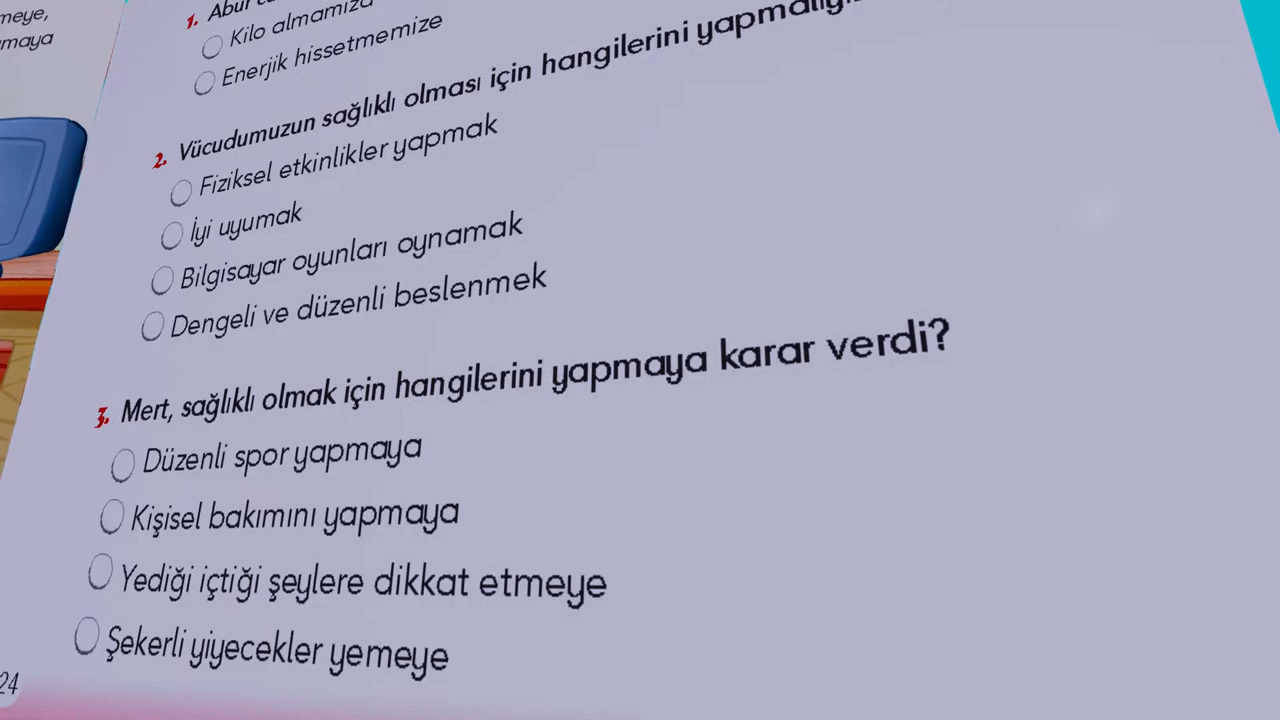 meye,
maya
1. Abur
Kilo almamıza
Enerjik hissetmemize
2. Vücudumuzun sağlıklı olması için hangilerini yapmalıyız
Fiziksel etkinlikler yapmak
İyi uyumak
Bilgisayar oyunları oynamak
Dengeli ve düzenli beslenmek
3. Mert, sağlıklı olmak için hangilerini yapmaya karar verdi?
Düzenli spor yapmaya
Kişisel bakımını yapmaya
Yediği içtiği şeylere dikkat etmeye
Şekerli yiyecekler yemeye
24